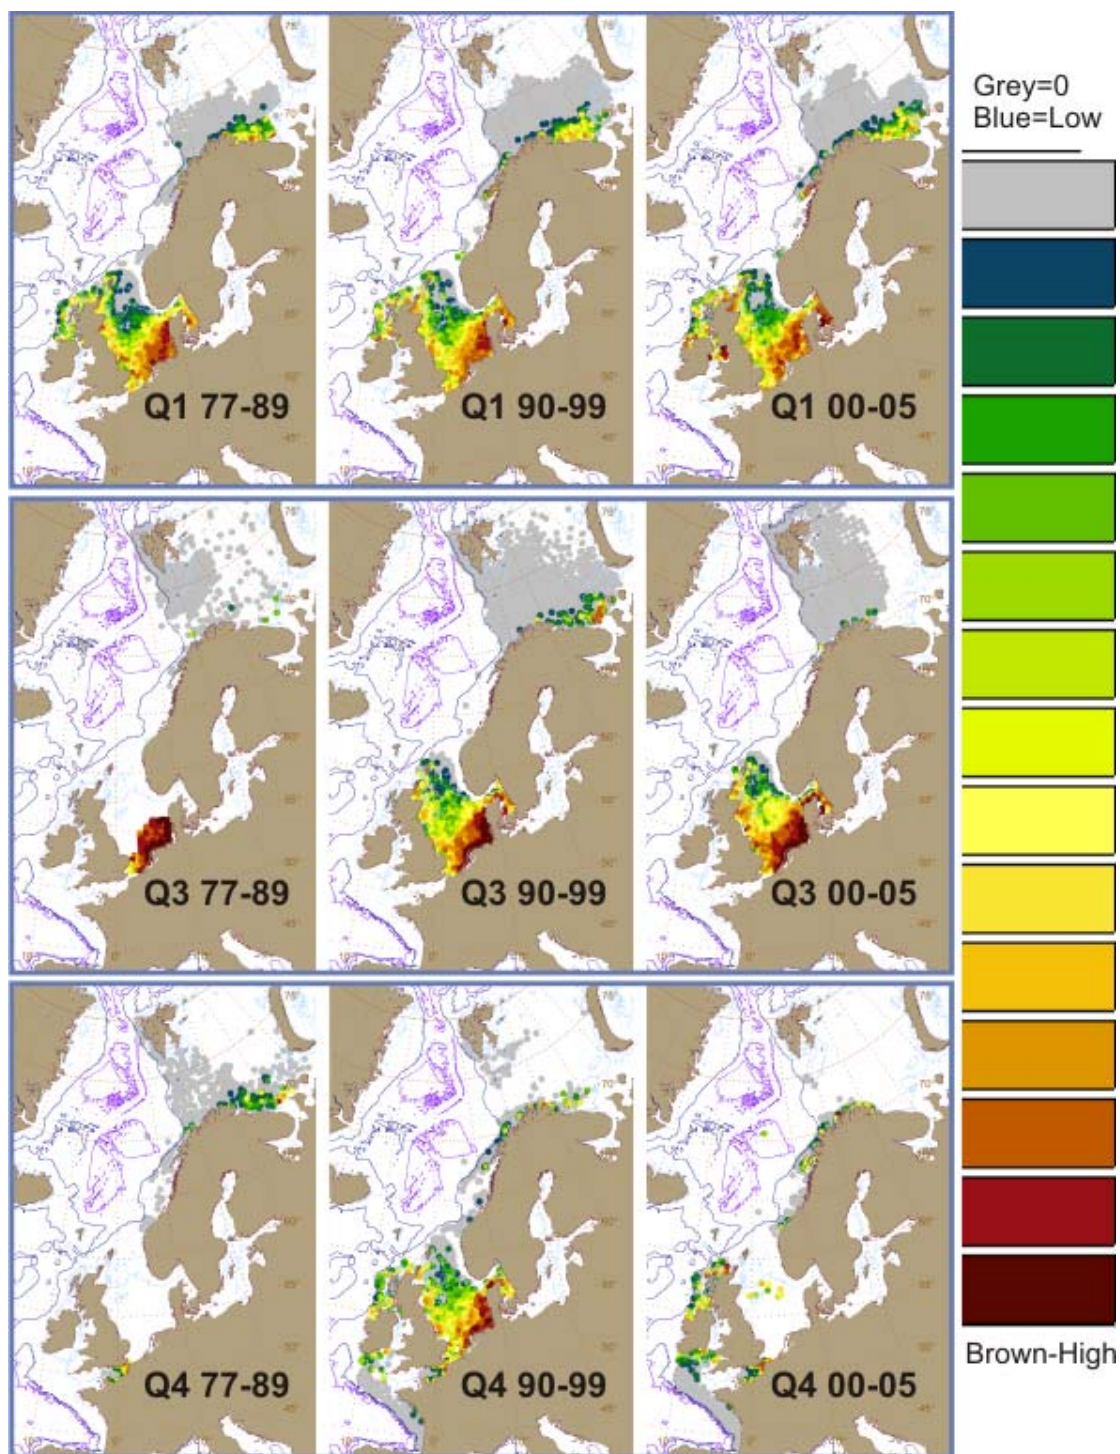 Grey=0
Blue=Low
Q1 77-89
Q1 90-99
Q1 00-05
Q3 77-89
Q3 90-99
Q3 00-05
Q4 77-89
Q4 90-99
Q4 00-05
Brown-High